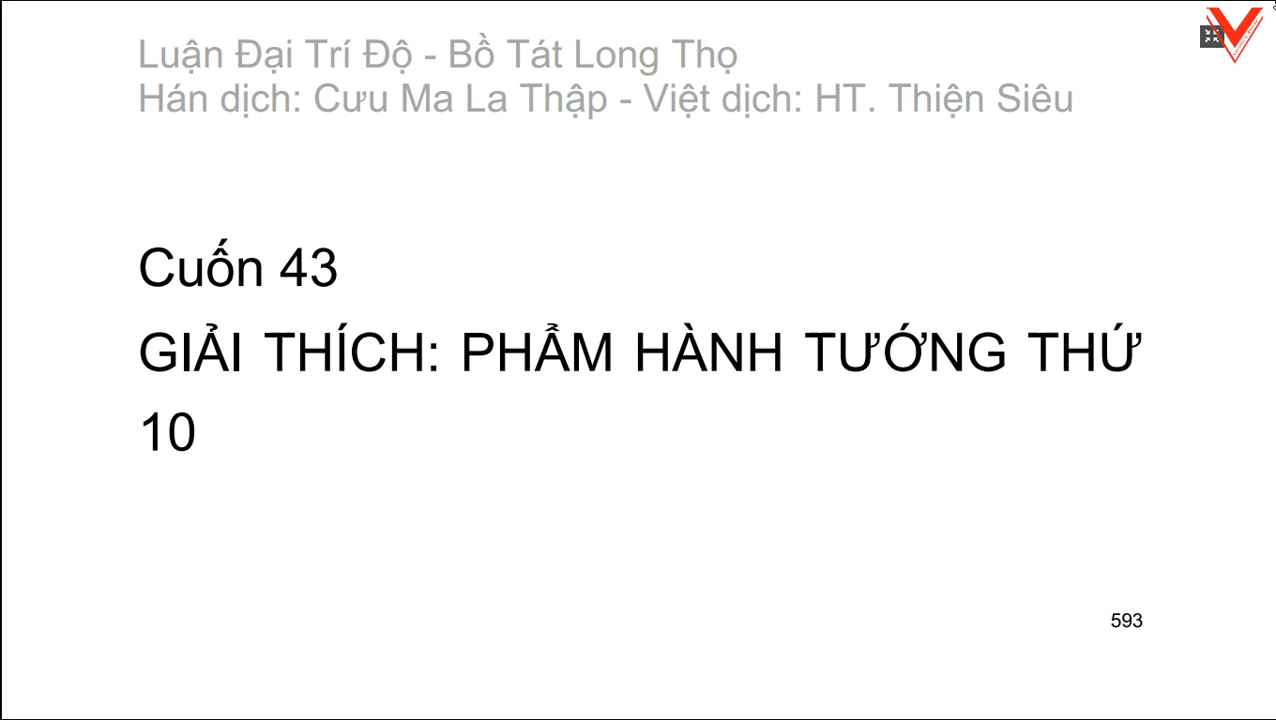 Luận Đại Trí Độ - Bồ Tát Long Thọ
Hán dịch: Cưu Ma La Thập - Việt dịch: HT. Thiện Siêu
Cuốn 43
GIẢI THÍCH: PHẨM HÀNH TƯỚNG THỨ
10
593